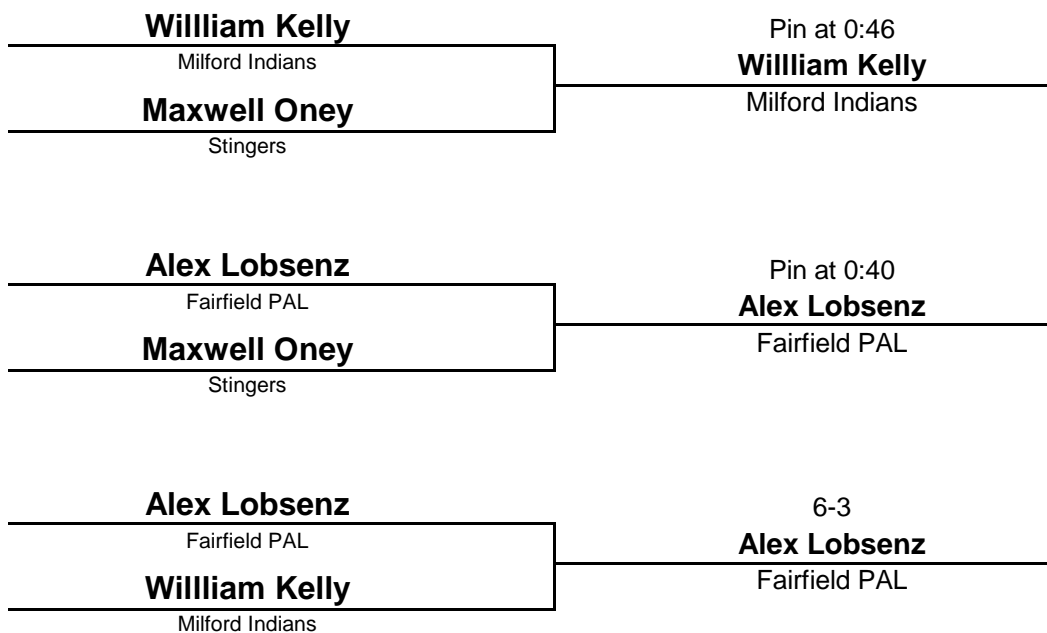 Willliam Kelly
Milford Indians
Maxwell Oney
Stingers
Pin at 0:46
Willliam Kelly
Milford Indians
Alex Lobsenz
Fairfield PAL
Maxwell Oney
Stingers
Pin at 0:40
Alex Lobsenz
Fairfield PAL
Alex Lobsenz
Fairfield PAL
Willliam Kelly
Milford Indians
6-3
Alex Lobsenz
Fairfield PAL